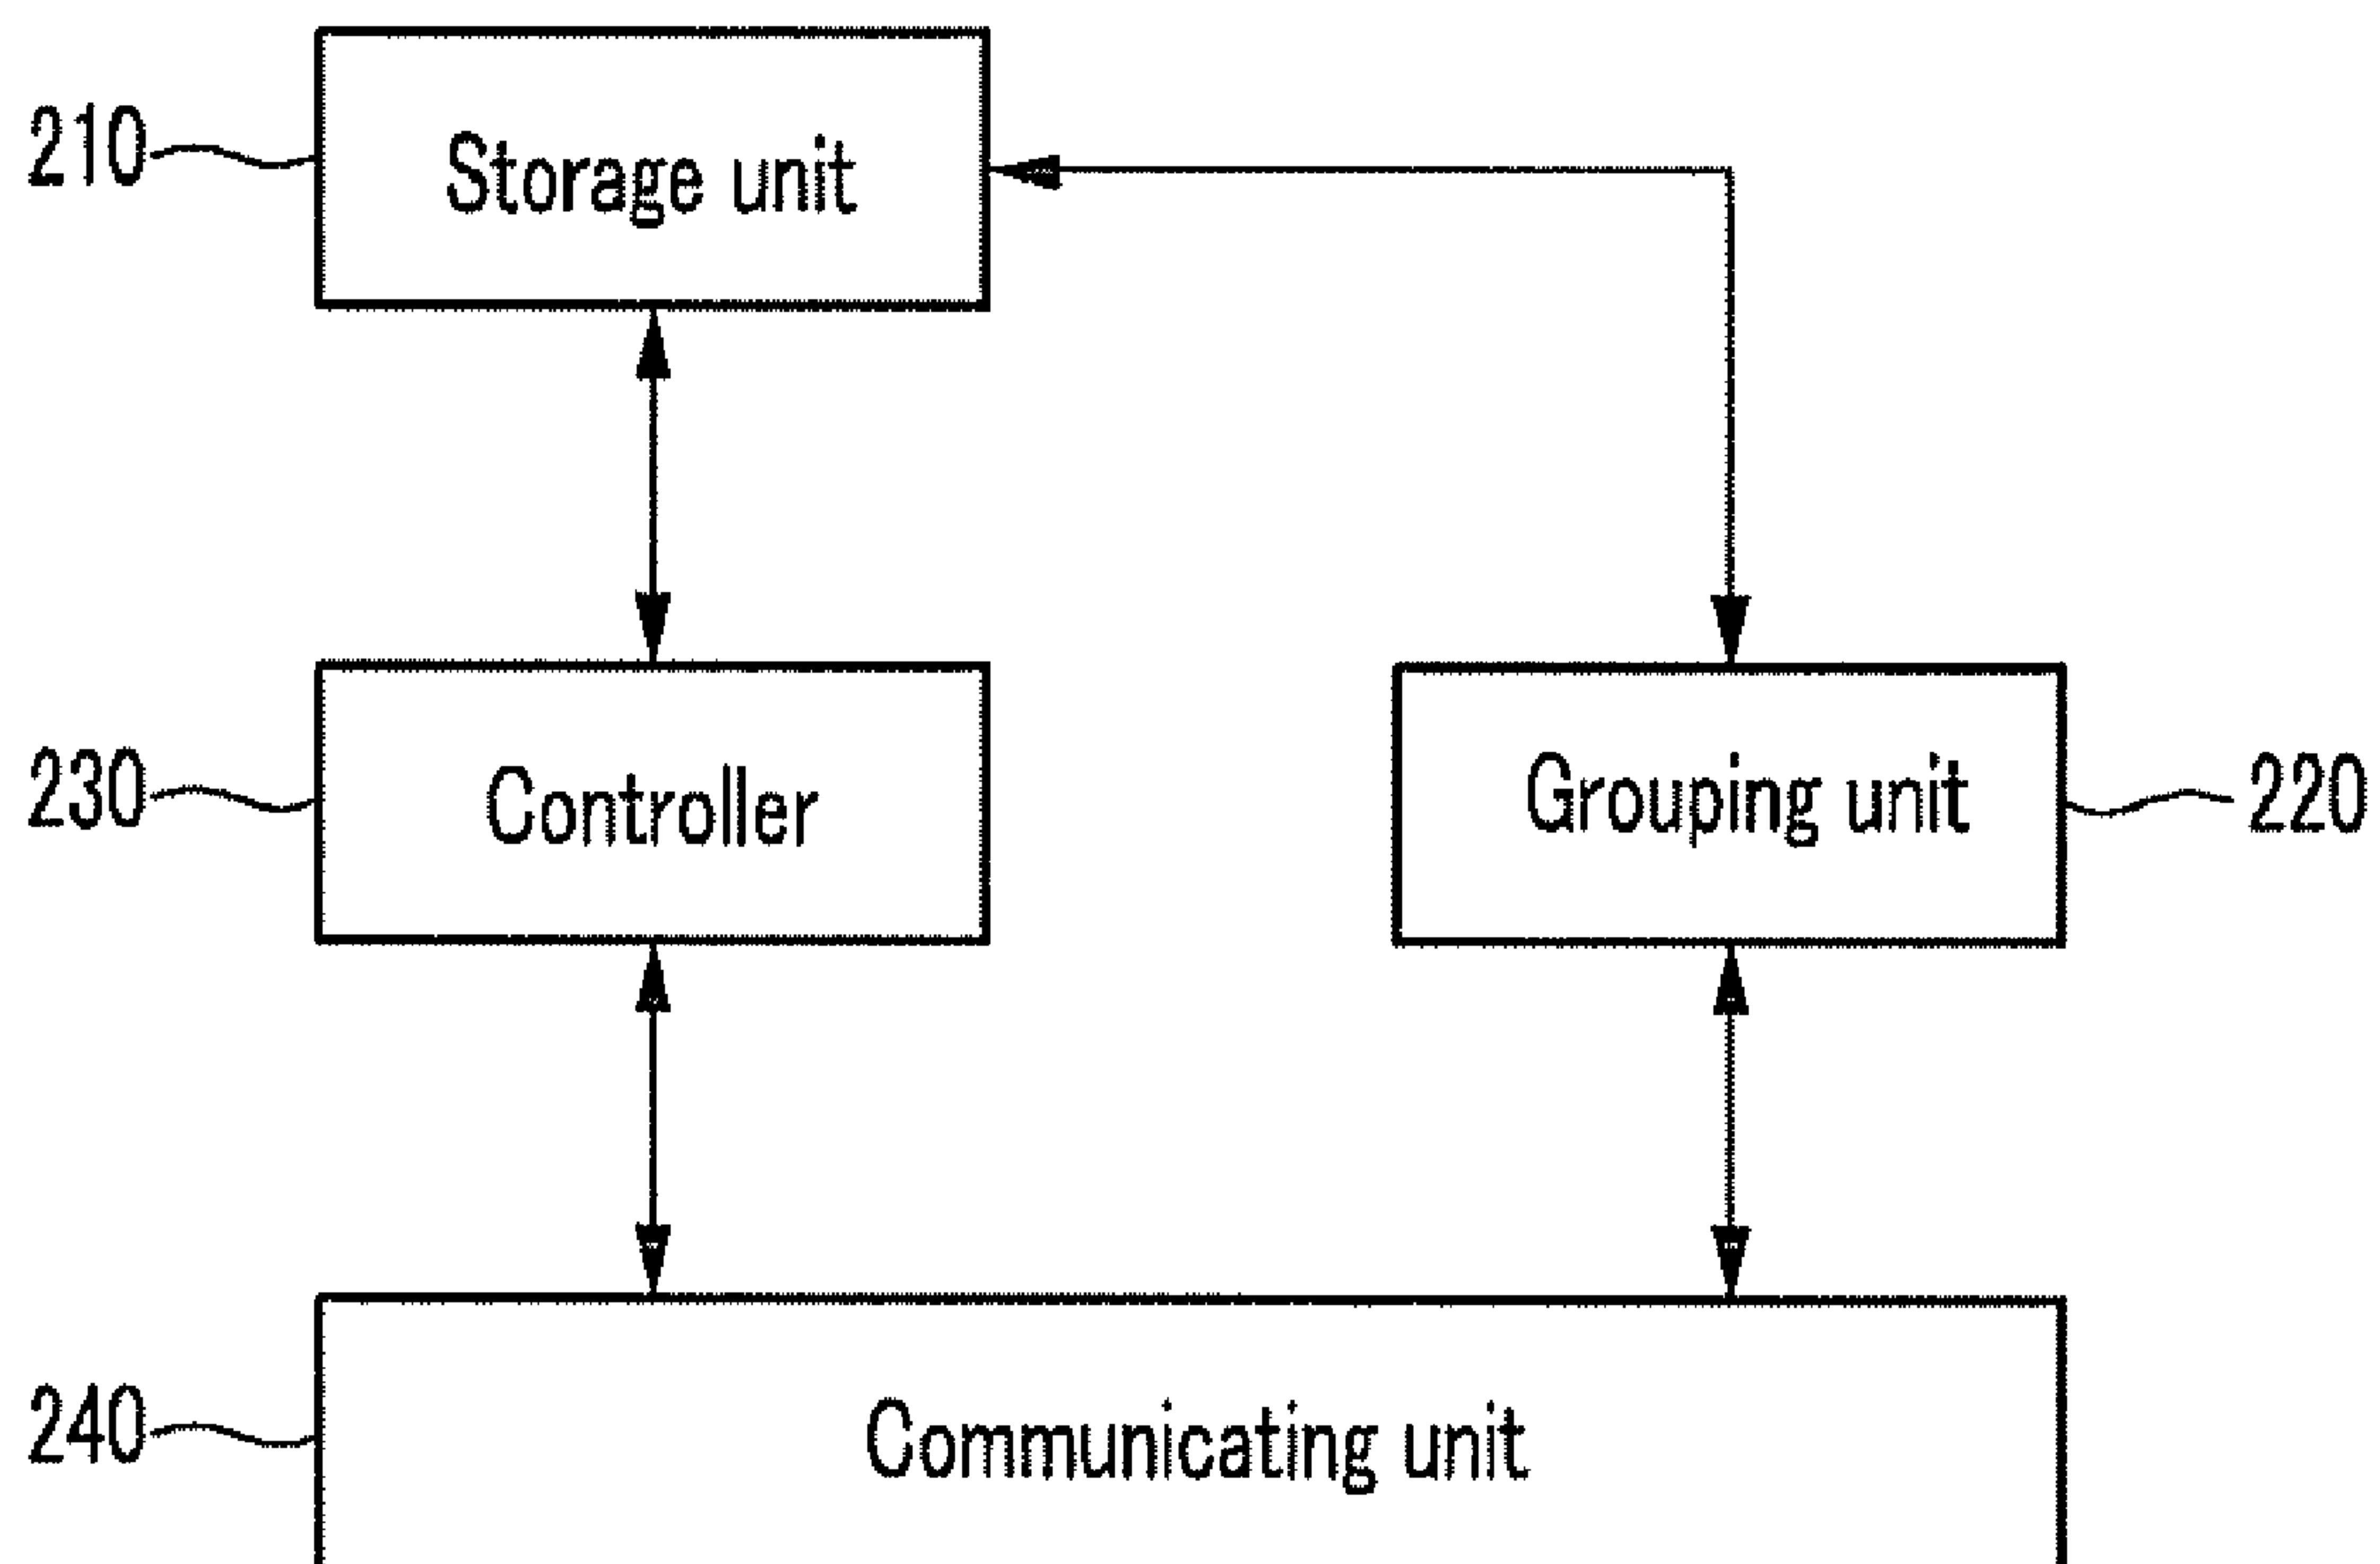 210
Storage unit
230
Controller
Grouping unit
220
240
Communicating unit